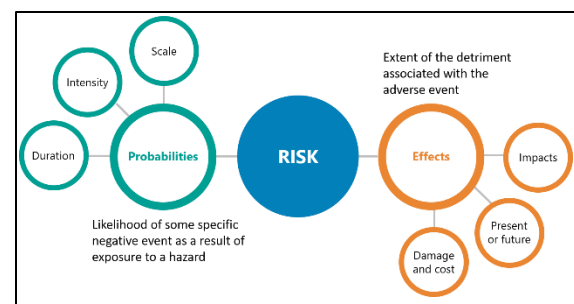 Scale
Intensity
Duration
Probabilities
Likelihood of some specific
negative event as a result of
exposure to a hazard
RISK
Extent of the detriment
associated with the
adverse event
Effects
Impacts
Present
or future
Damage
and cost